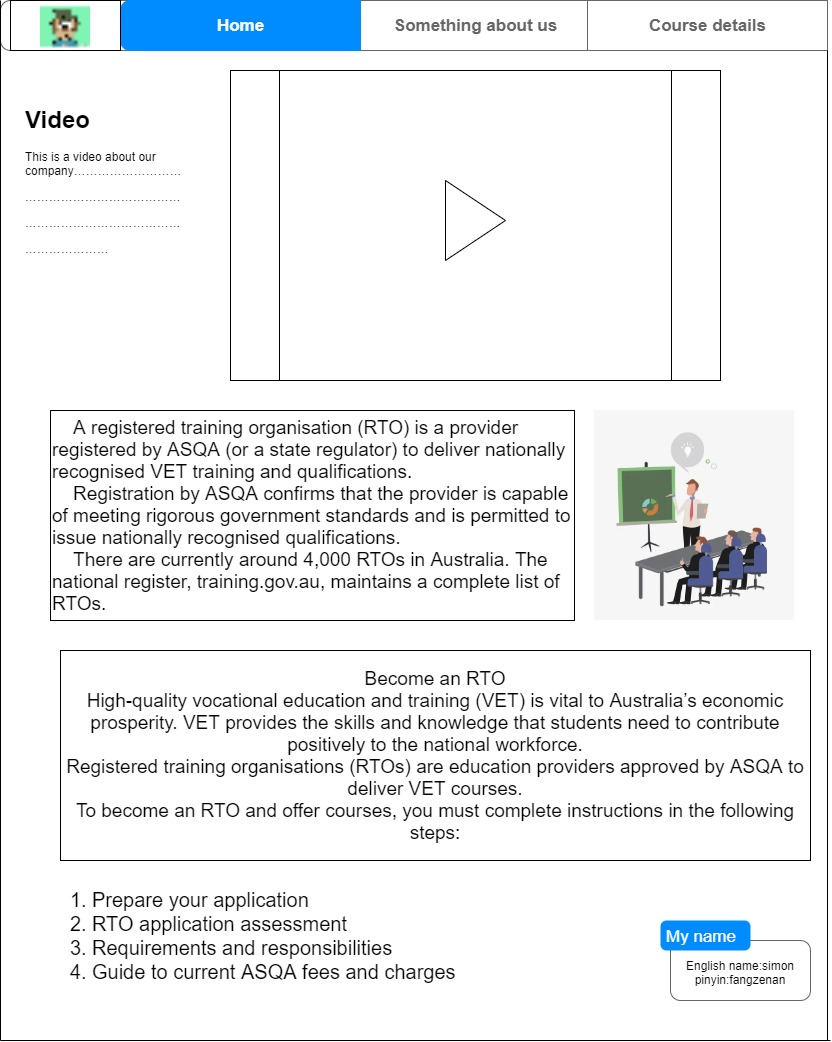 Home
Something about us
Course details
Video
This is a video about our
company………………………
…………………………………
…………………………………
…………………
A registered training organisation (RTO) is a provider
registered by ASQA (or a state regulator) to deliver nationally
recognised VET training and qualifications.
Registration by ASQA confirms that the provider is capable
of meeting rigorous government standards and is permitted to
issue nationally recognised qualifications.
There are currently around 4,000 RTOs in Australia. The
national register, training.gov.au, maintains a complete list of
RTOs.
Become an RTO
High-quality vocational education and training (VET) is vital to Australia’s economic
prosperity. VET provides the skills and knowledge that students need to contribute
positively to the national workforce.
Registered training organisations (RTOs) are education providers approved by ASQA to
deliver VET courses.
To become an RTO and offer courses, you must complete instructions in the following
steps:
1. Prepare your application
2. RTO application assessment
3. Requirements and responsibilities
4. Guide to current ASQA fees and charges
My name
English name:simon
pinyin:fangzenan